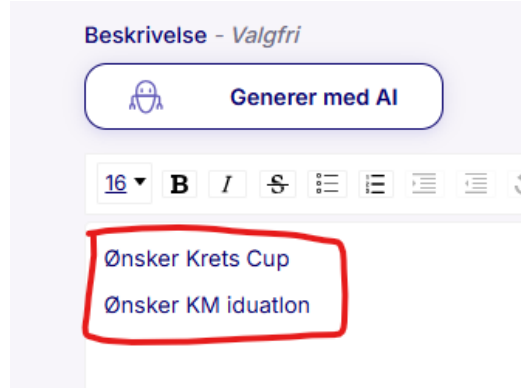 Beskrivelse - Valgfri
Generer med AI
16 B I S
Ønsker Krets Cup
Ønsker KM iduatlon